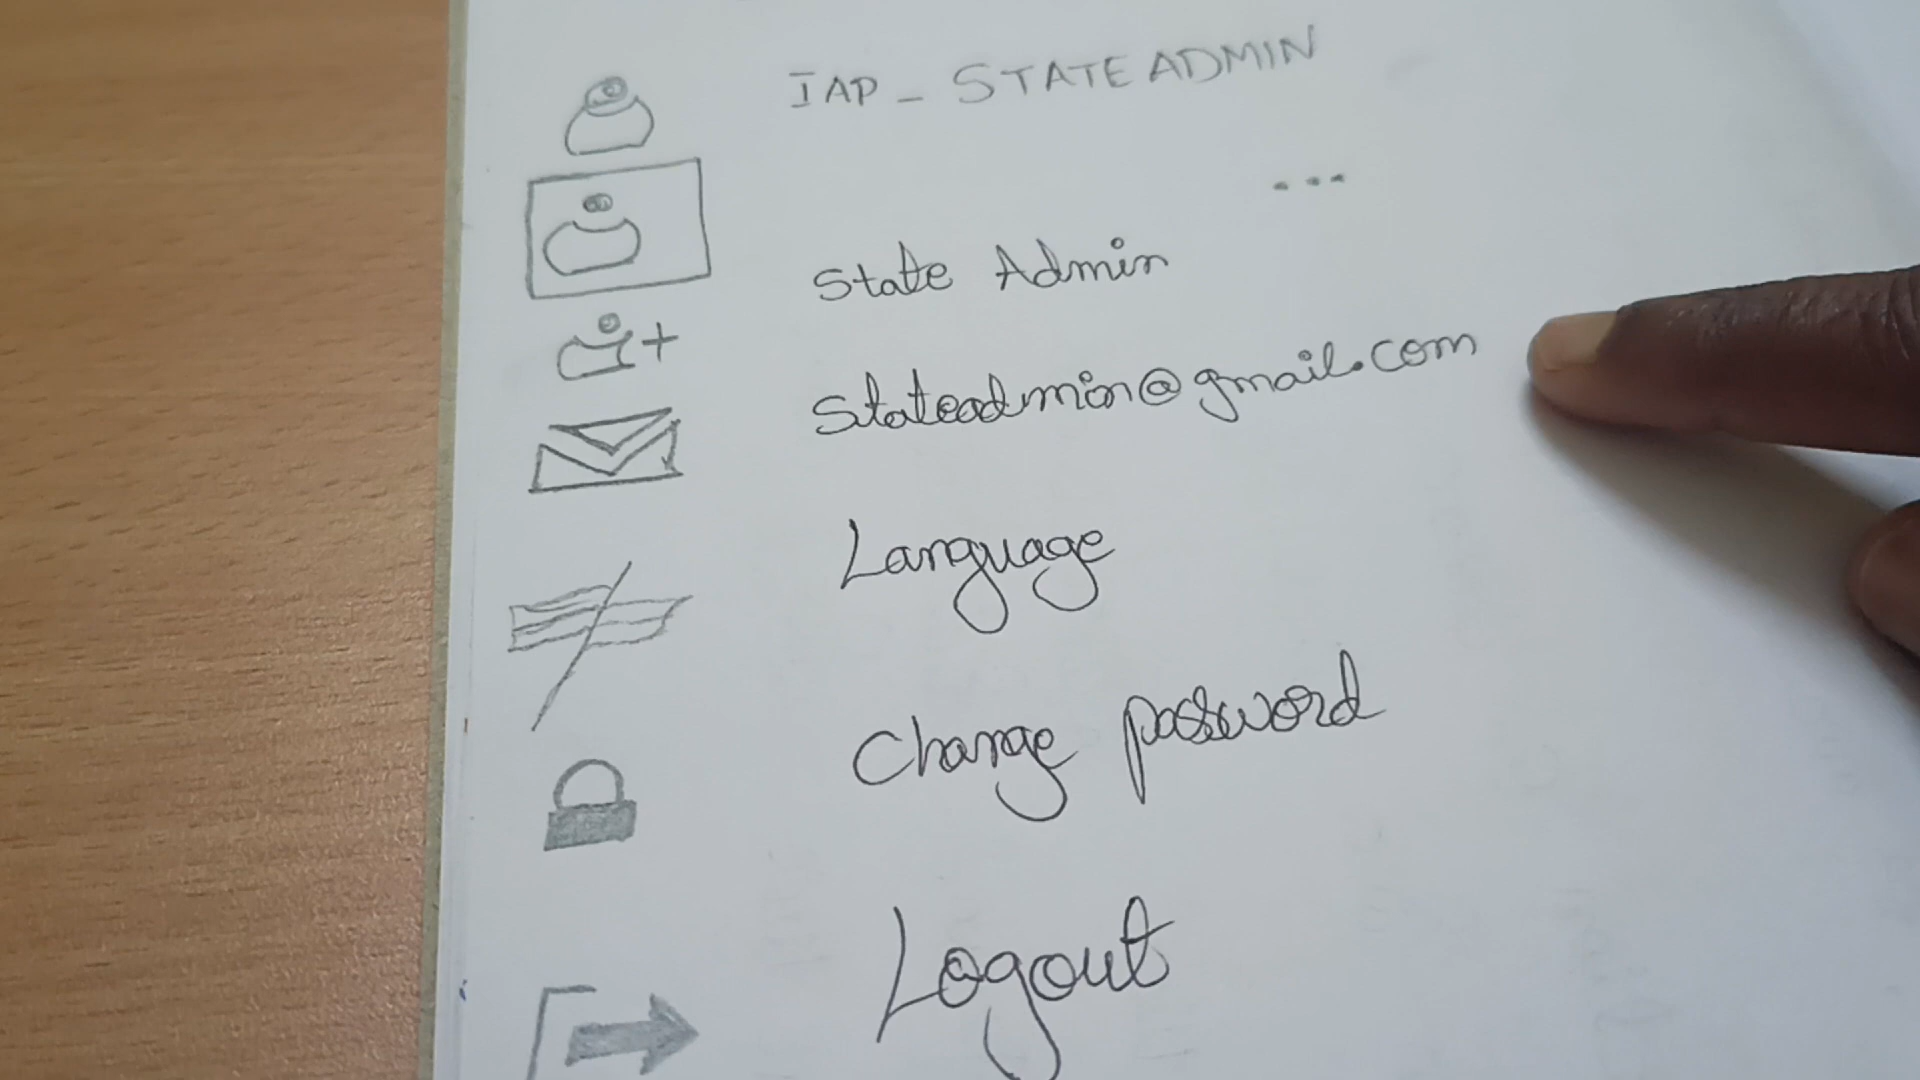 IAP - STATE ADMIN
...
State Admin
Stateadmin@gmail.com
Language
Change password
Logout